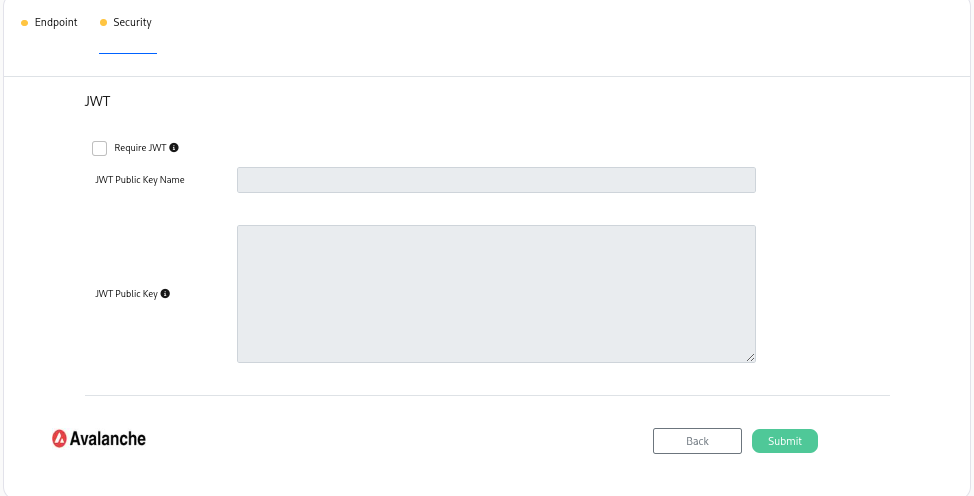 Endpoint Security
JWT
Require JWT
JWT Public Key Name
JWT Public Key
Avalanche
Back Submit